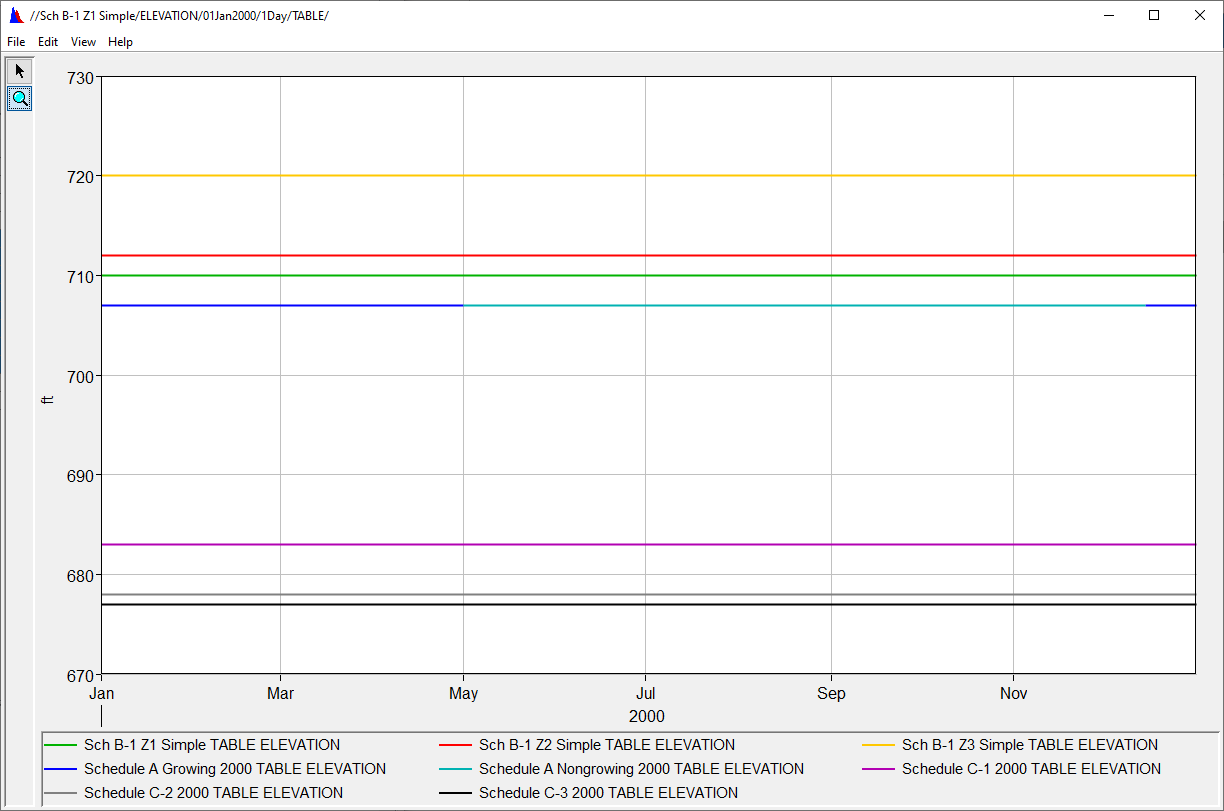 //Sch B-1 Z1 Simple/ELEVATION/01Jan2000/1Day/TABLE/
File Edit View Help
730
720
710
700
ft
690
680
670
Jan Mar May Jul Sep Nov
2000
Sch B-1 Z1 Simple TABLE ELEVATION Sch B-1 Z2 Simple TABLE ELEVATION Sch B-1 Z3 Simple TABLE ELEVATION
Schedule A Growing 2000 TABLE ELEVATION Schedule A Nongrowing 2000 TABLE ELEVATION Schedule C-1 2000 TABLE ELEVATION
Schedule C-2 2000 TABLE ELEVATION Schedule C-3 2000 TABLE ELEVATION